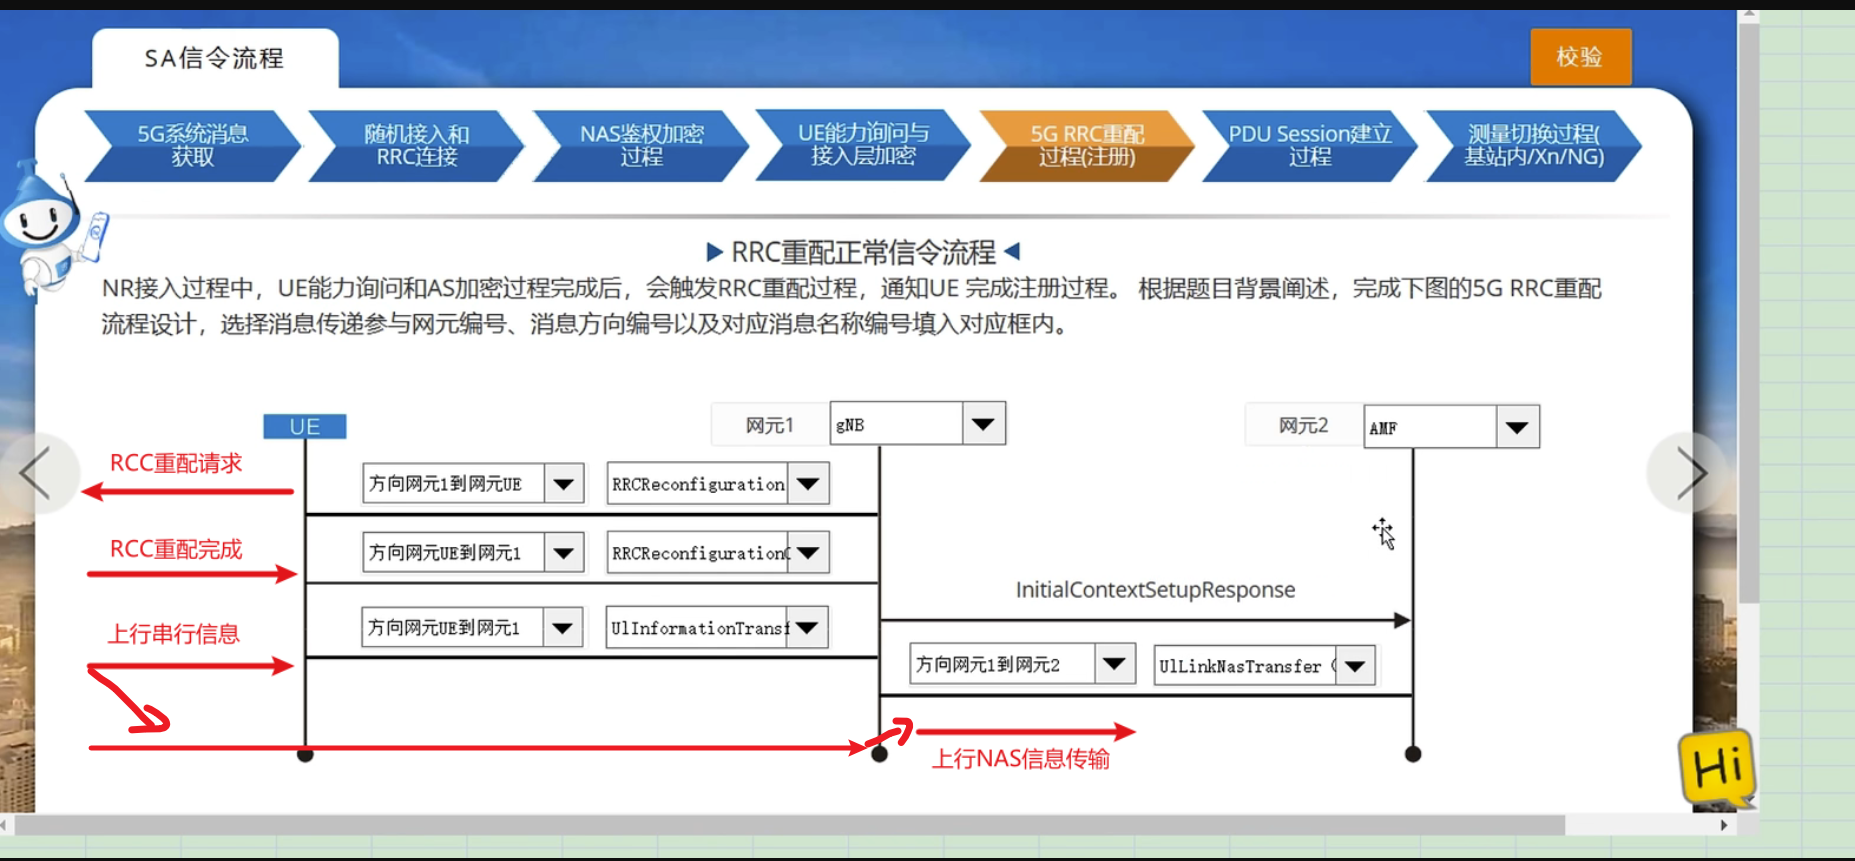 SA信令流程
校验
5G系统消息
获取
随机接入和
RRC连接
NAS鉴权加密
过程
UE能力询问与
接入层加密
5G RRC重配
过程(注册)
PDU Session建立
过程
测量切换过程(
基站内/Xn/NG)
RRC重配正常信令流程
NR接入过程中，UE能力询问和AS加密过程完成后，会触发RRC重配过程，通知UE 完成注册过程。 根据题目背景阐述，完成下图的5G RRC重配
流程设计，选择消息传递参与网元编号、消息方向编号以及对应消息名称编号填入对应框内。
UE
网元1
gNB
网元2
AMF
RCC重配请求
方向网元1到网元UE
RRCReconfiguration
RCC重配完成
方向网元UE到网元1
RRCReconfigurationC
InitialContextSetupResponse
上行串行信息
方向网元UE到网元1
UlInformationTransf
方向网元1到网元2
UlLinkNasTransfer (
上行NAS信息传输
Hi